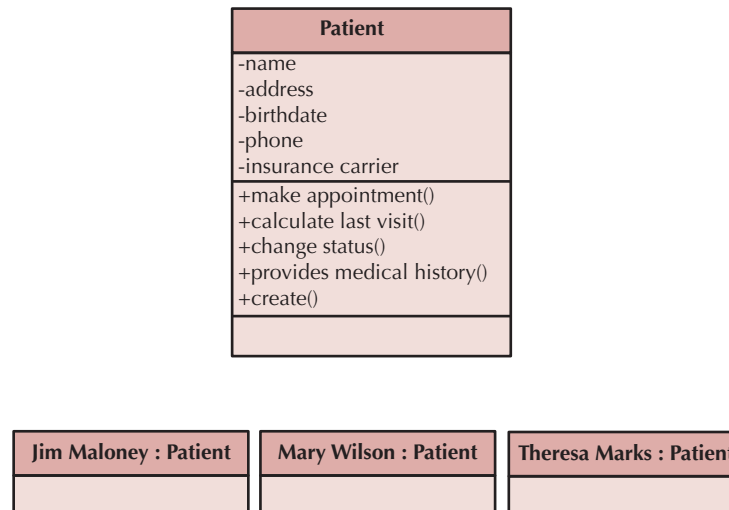 Patient
-name
-address
-birthdate
-phone
-insurance carrier
+make appointment()
+calculate last visit()
+change status()
+provides medical history()
+create()
Jim Maloney : Patient
Mary Wilson : Patient
Theresa Marks : Patient